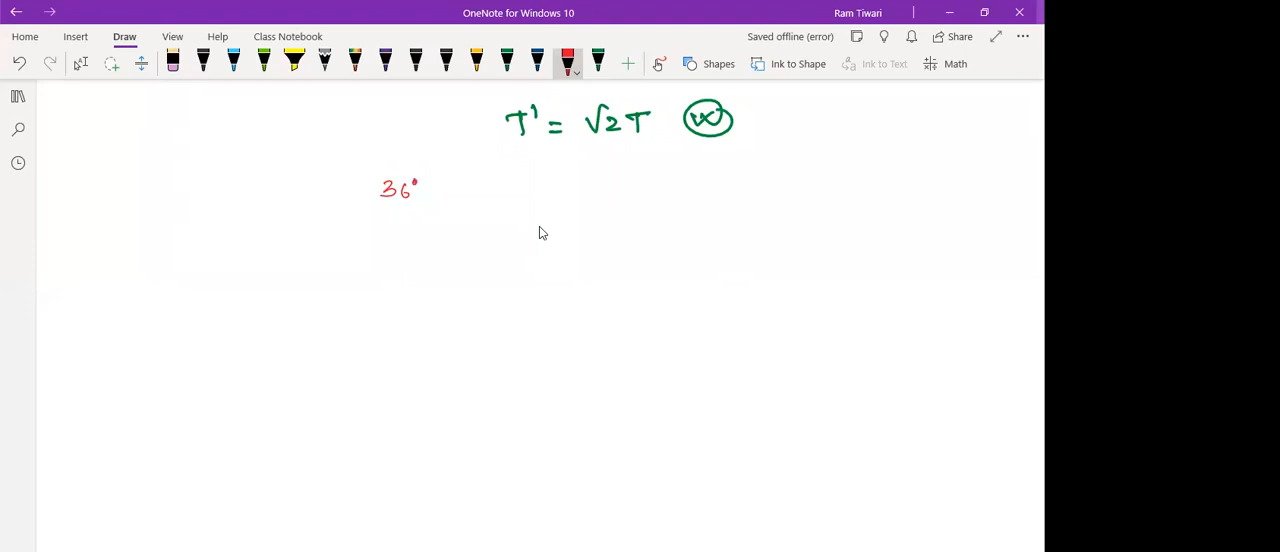 OneNote for Windows 10
Ram Tiwari
Home Insert Draw View Help Class Notebook
Saved offline (error)
Share
Shapes
Ink to Shape
Ink to Text
Math
T' = √2 T
36°